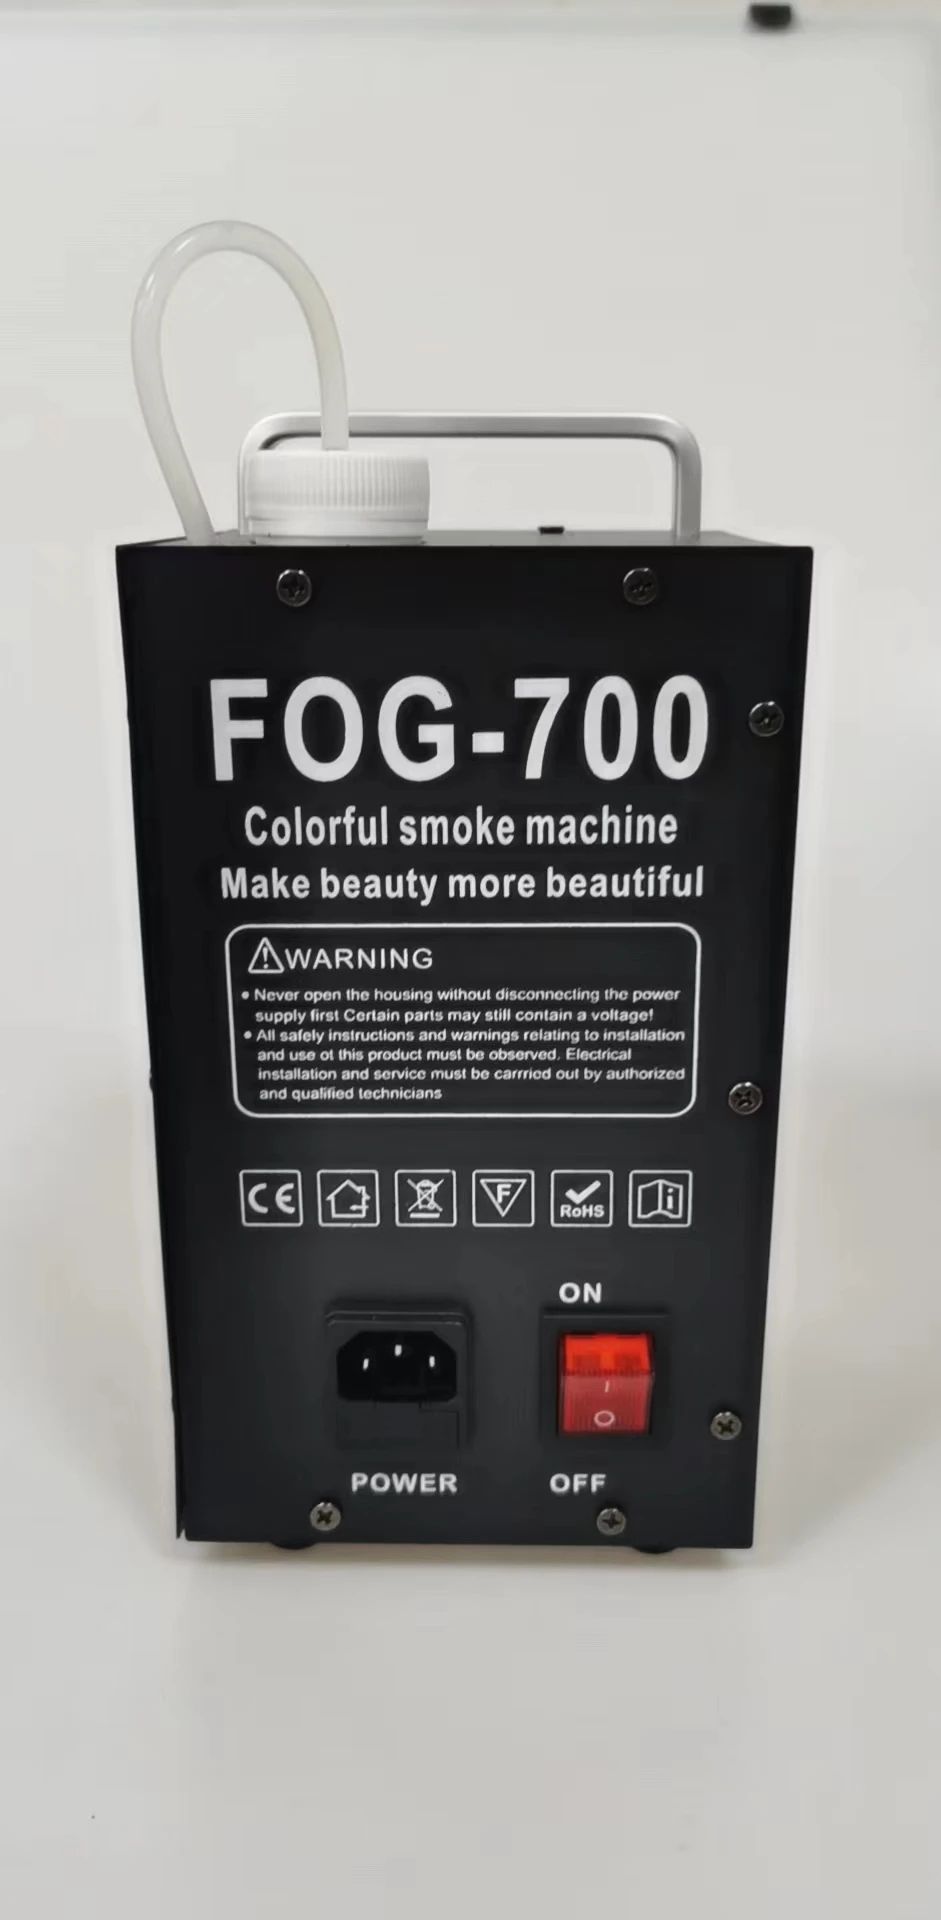 FOG-700
Colorful smoke machine
Make beauty more beautiful
WARNING
• Never open the housing without disconnecting the power
supply first Certain parts may still contain a voltage!
• All safely instructions and warnings relating to installation
and use ot this product must be observed. Electrical
installation and service must be carrried out by authorized
and qualified technicians
CE
F
RoHS
i
ON
I
O
POWER
OFF